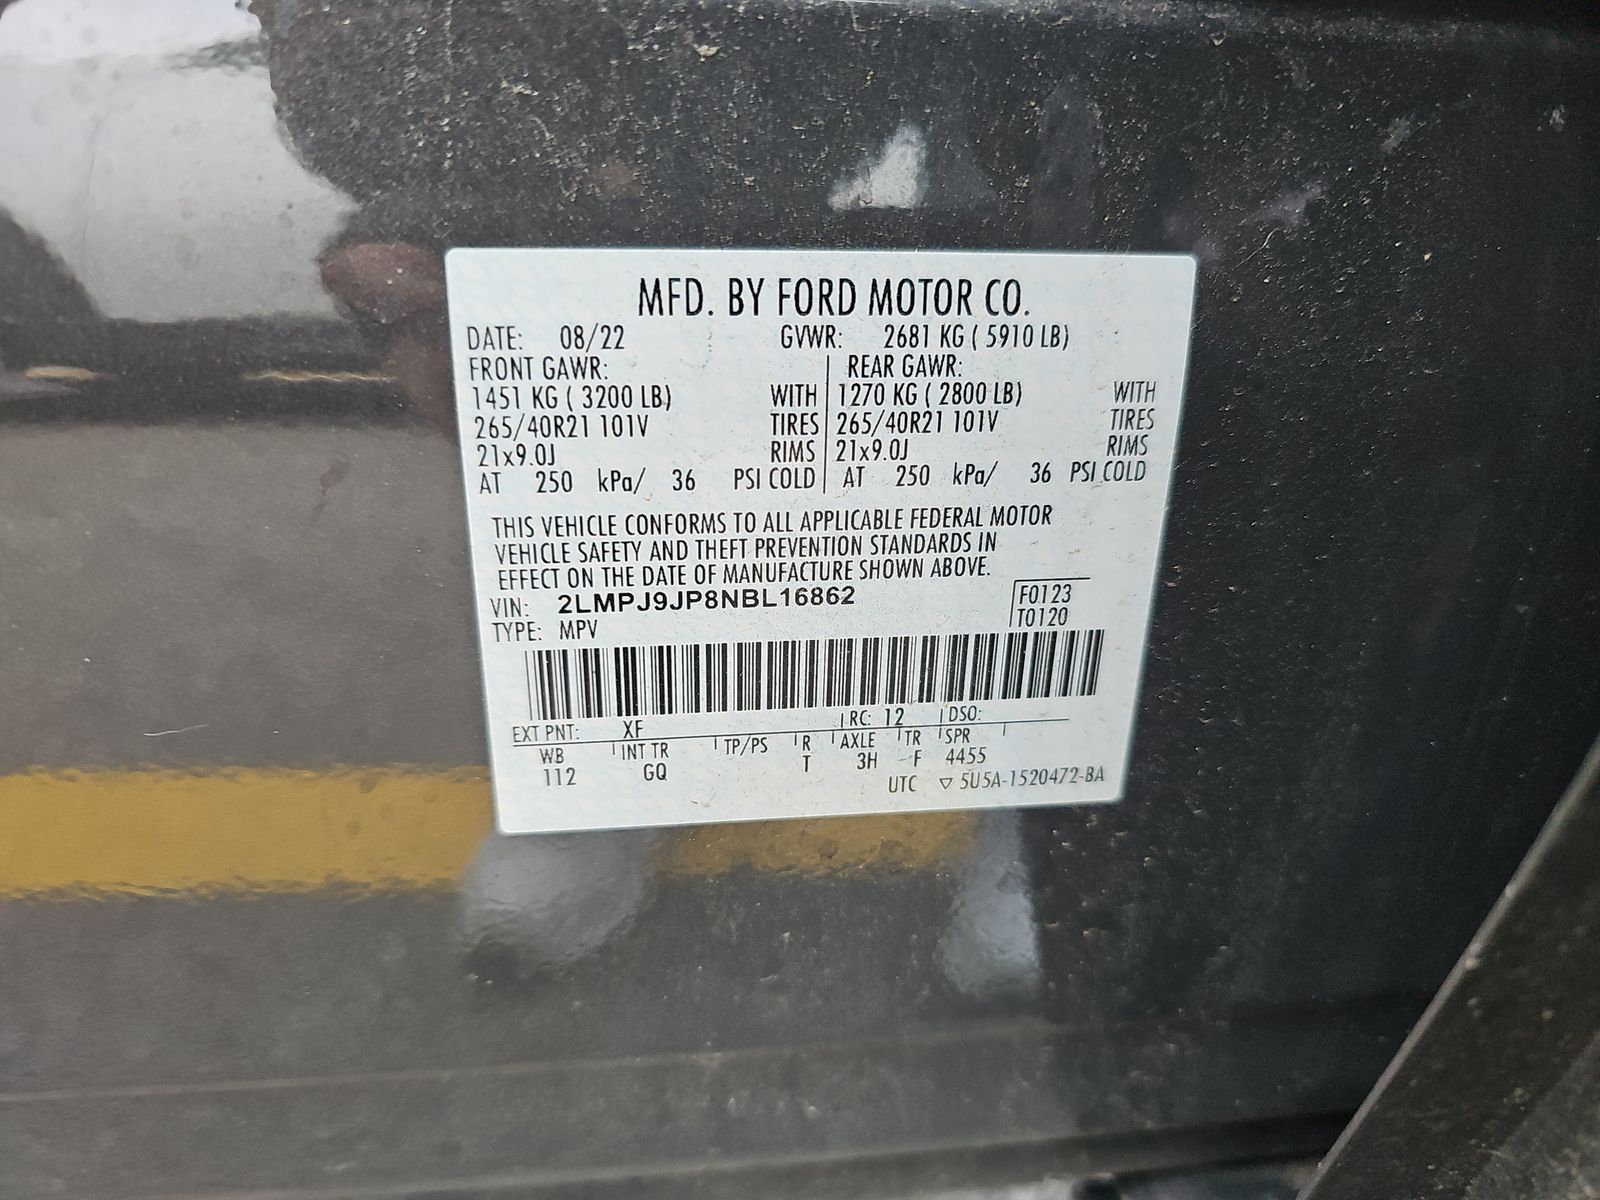 MFD. BY FORD MOTOR CO.
DATE: 08/22 GVWR: 2681 KG ( 5910 LB)
FRONT GAWR: REAR GAWR:
1451 KG ( 3200 LB) WITH 1270 KG ( 2800 LB) WITH
265/40R21 101V TIRES 265/40R21 101V TIRES
21x9.0J RIMS 21x9.0J RIMS
AT 250 kPa/ 36 PSI COLD AT 250 kPa/ 36 PSI COLD
THIS VEHICLE CONFORMS TO ALL APPLICABLE FEDERAL MOTOR
VEHICLE SAFETY AND THEFT PREVENTION STANDARDS IN
EFFECT ON THE DATE OF MANUFACTURE SHOWN ABOVE.
VIN: 2LMPJ9JP8NBL16862 F0123
TYPE: MPV T0120
EXT PNT: XF RC: 12 DSO:
WB INT TR TP/PS R AXLE TR SPR
112 GQ T 3H F 4455
UTC ▽ 5U5A-1520472-BA